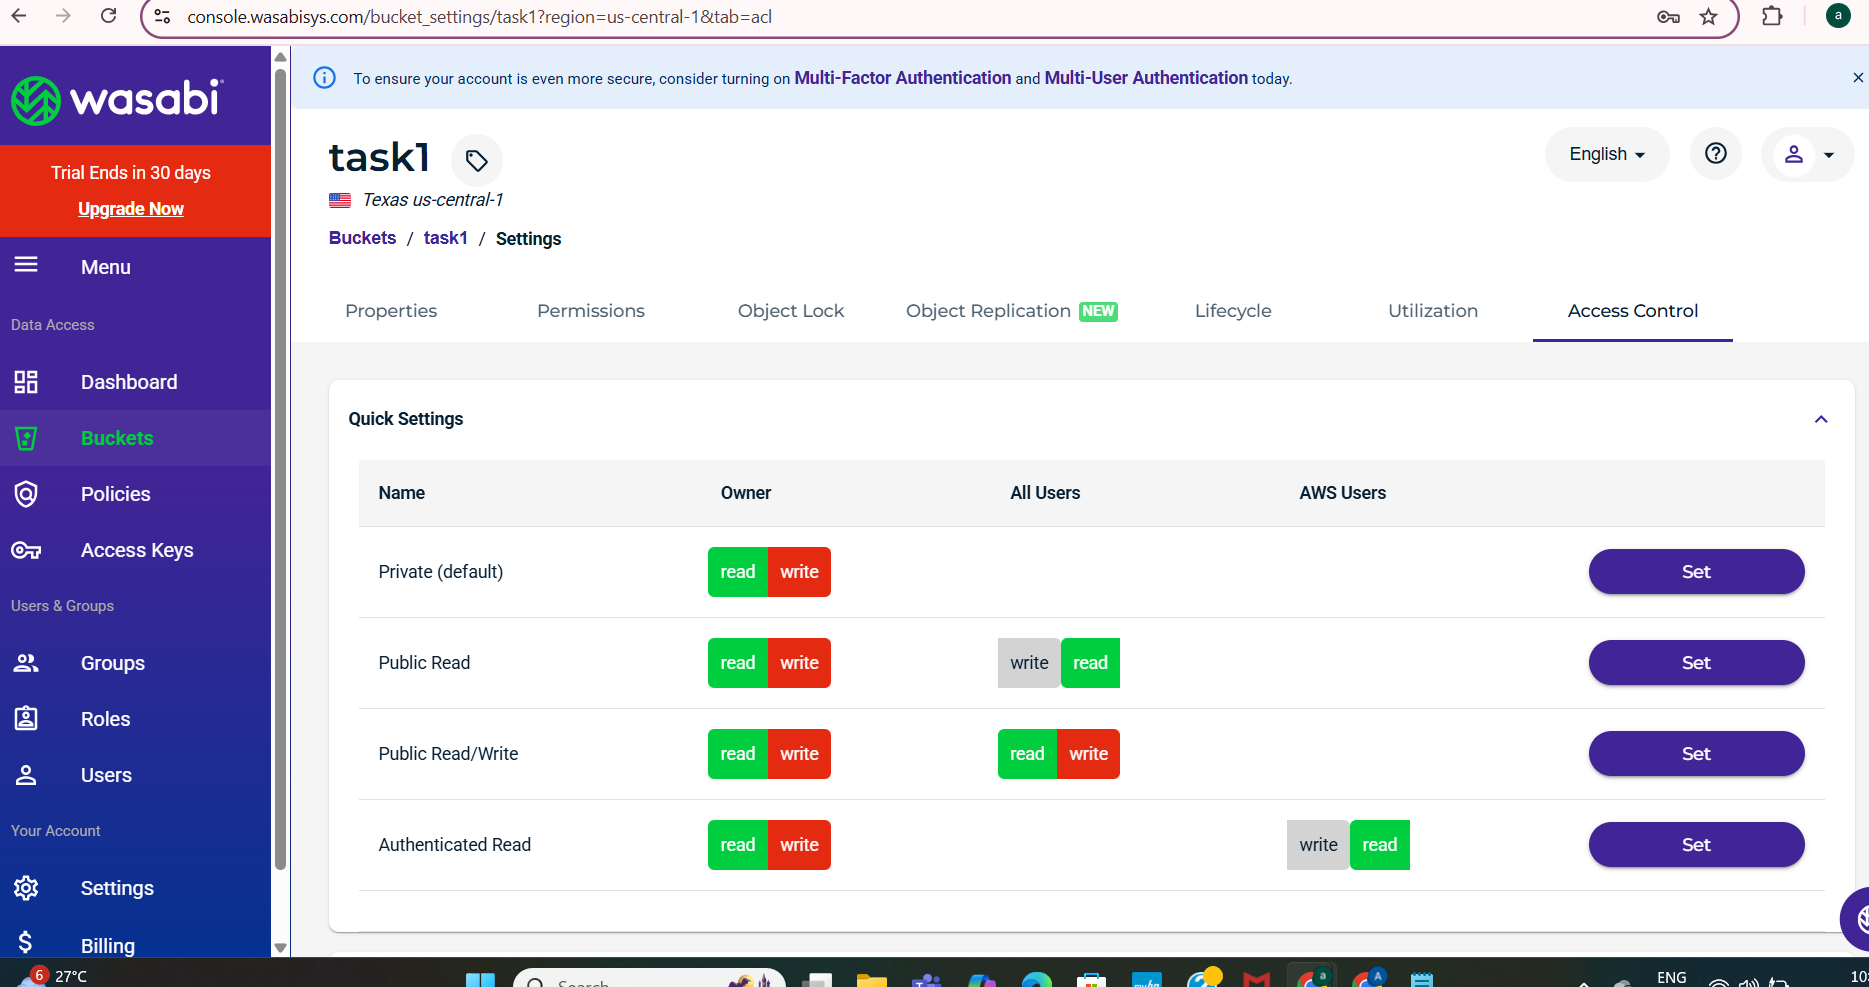 console.wasabisys.com/bucket_settings/task1?region=us-central-1&tab=acl
a
wasabi
Trial Ends in 30 days
Upgrade Now
Menu
Data Access
Dashboard
Buckets
Policies
Access Keys
Users & Groups
Groups
Roles
Users
Your Account
Settings
Billing
To ensure your account is even more secure, consider turning on Multi-Factor Authentication and Multi-User Authentication today.
task1
English
Texas us-central-1
Buckets / task1 / Settings
Properties Permissions Object Lock Object Replication NEW Lifecycle Utilization Access Control
Quick Settings
Name Owner All Users AWS Users
Private (default) read write Set
Public Read read write write read Set
Public Read/Write read write read write Set
Authenticated Read read write write read Set
6 27°C
Search
a A
ENG